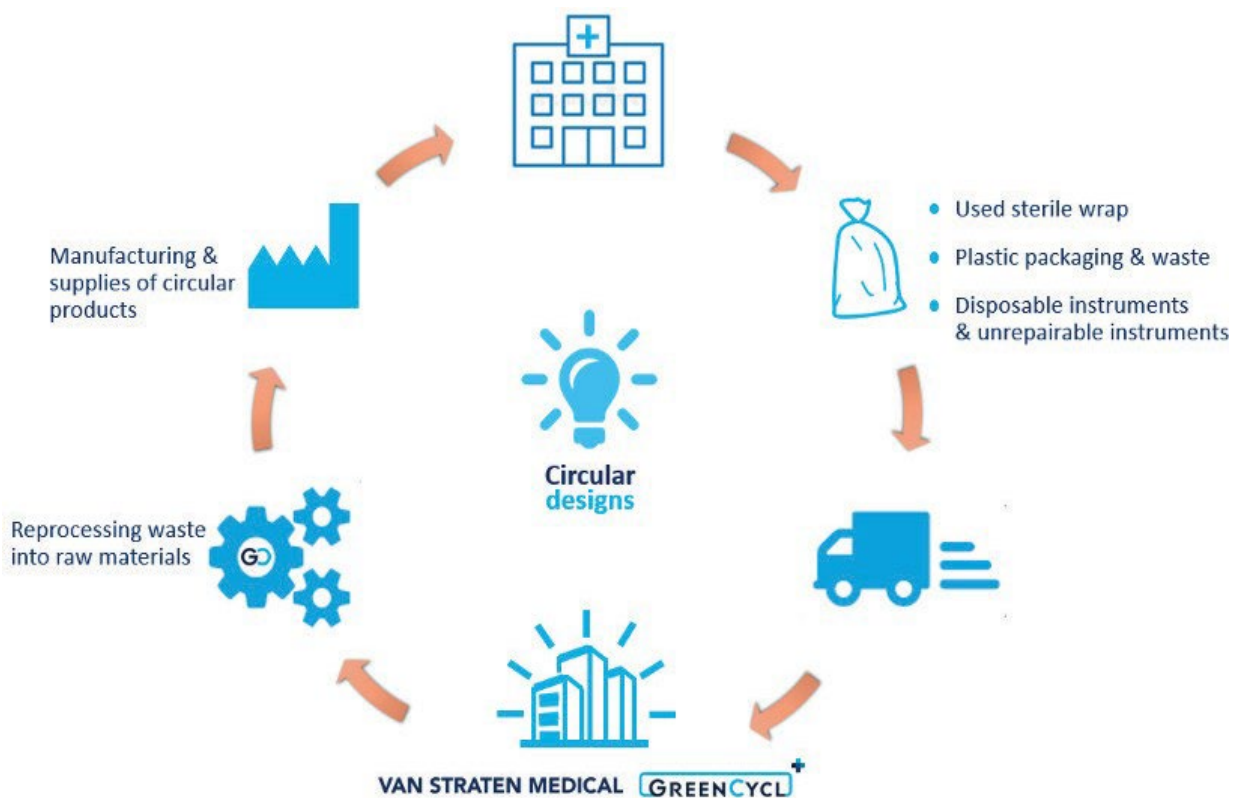 Used sterile wrap
Plastic packaging & waste
Disposable instruments
& unrepairable instruments
Manufacturing &
supplies of circular
products
Circular
designs
Reprocessing waste
into raw materials
GC
VAN STRATEN MEDICAL GREENCYCL+